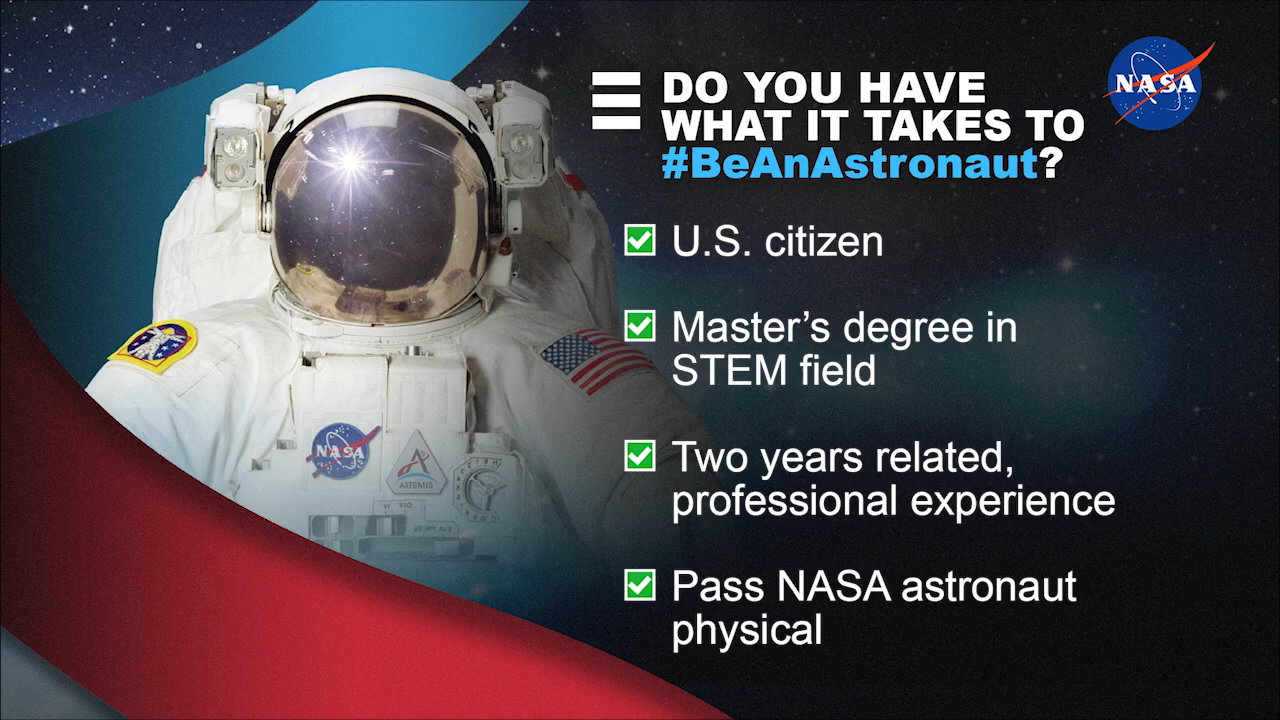 DO YOU HAVE
WHAT IT TAKES TO
#BeAnAstronaut?
NASA
U.S. citizen
Master's degree in
STEM field
Two years related,
professional experience
Pass NASA astronaut
physical
NASA
ARTEMIS